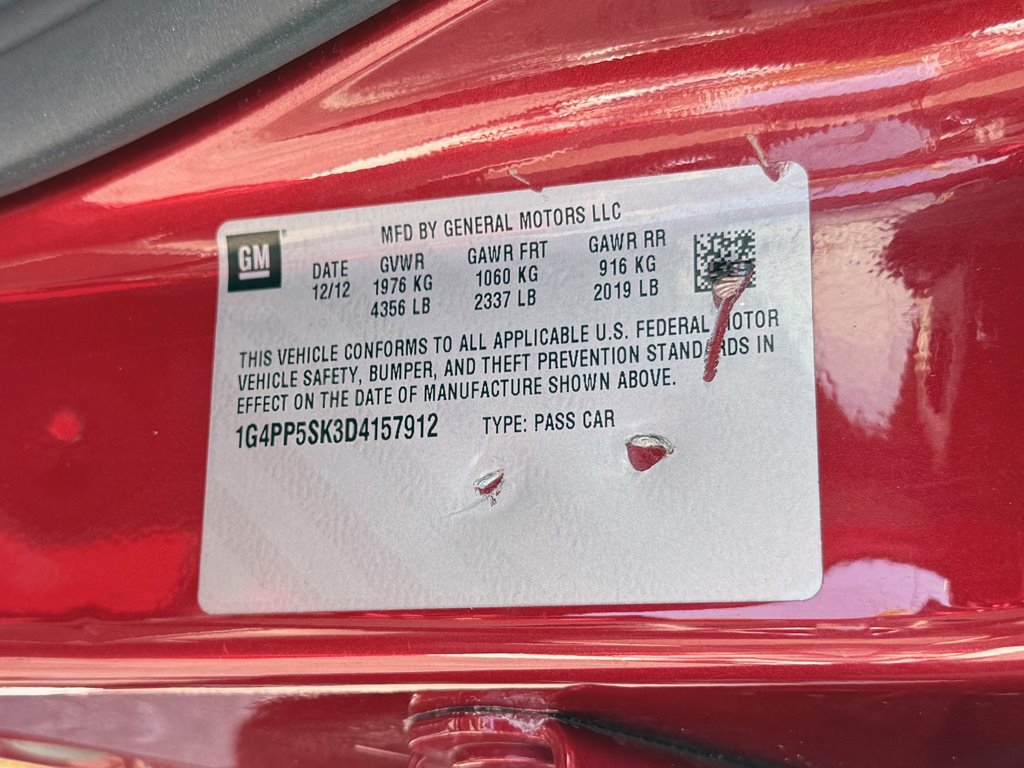 MFD BY GENERAL MOTORS LLC
GM®
DATE GVWR GAWR FRT GAWR RR
12/12 1976 KG 1060 KG 916 KG
4356 LB 2337 LB 2019 LB
THIS VEHICLE CONFORMS TO ALL APPLICABLE U.S. FEDERAL MOTOR
VEHICLE SAFETY, BUMPER, AND THEFT PREVENTION STANDARDS IN
EFFECT ON THE DATE OF MANUFACTURE SHOWN ABOVE.
1G4PP5SK3D4157912 TYPE: PASS CAR